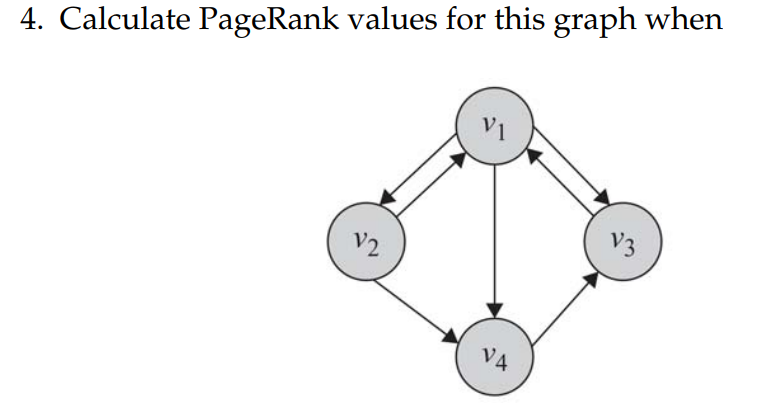 4. Calculate PageRank values for this graph when
v1
v2
v3
v4